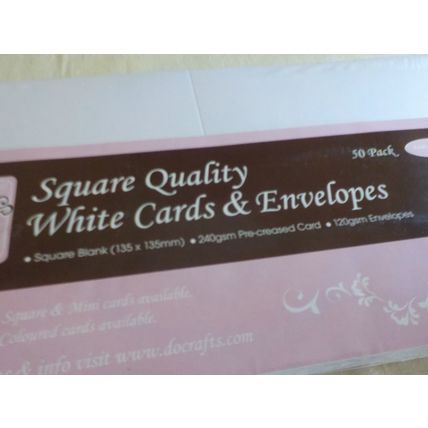 50 Pack
Square Quality
White Cards & Envelopes
• Square Blank (135 x 135mm) • 240gsm Pre-creased Card • 120gsm Envelopes
Square & Mini cards available.
Coloured cards available.
& info visit www.docrafts.com